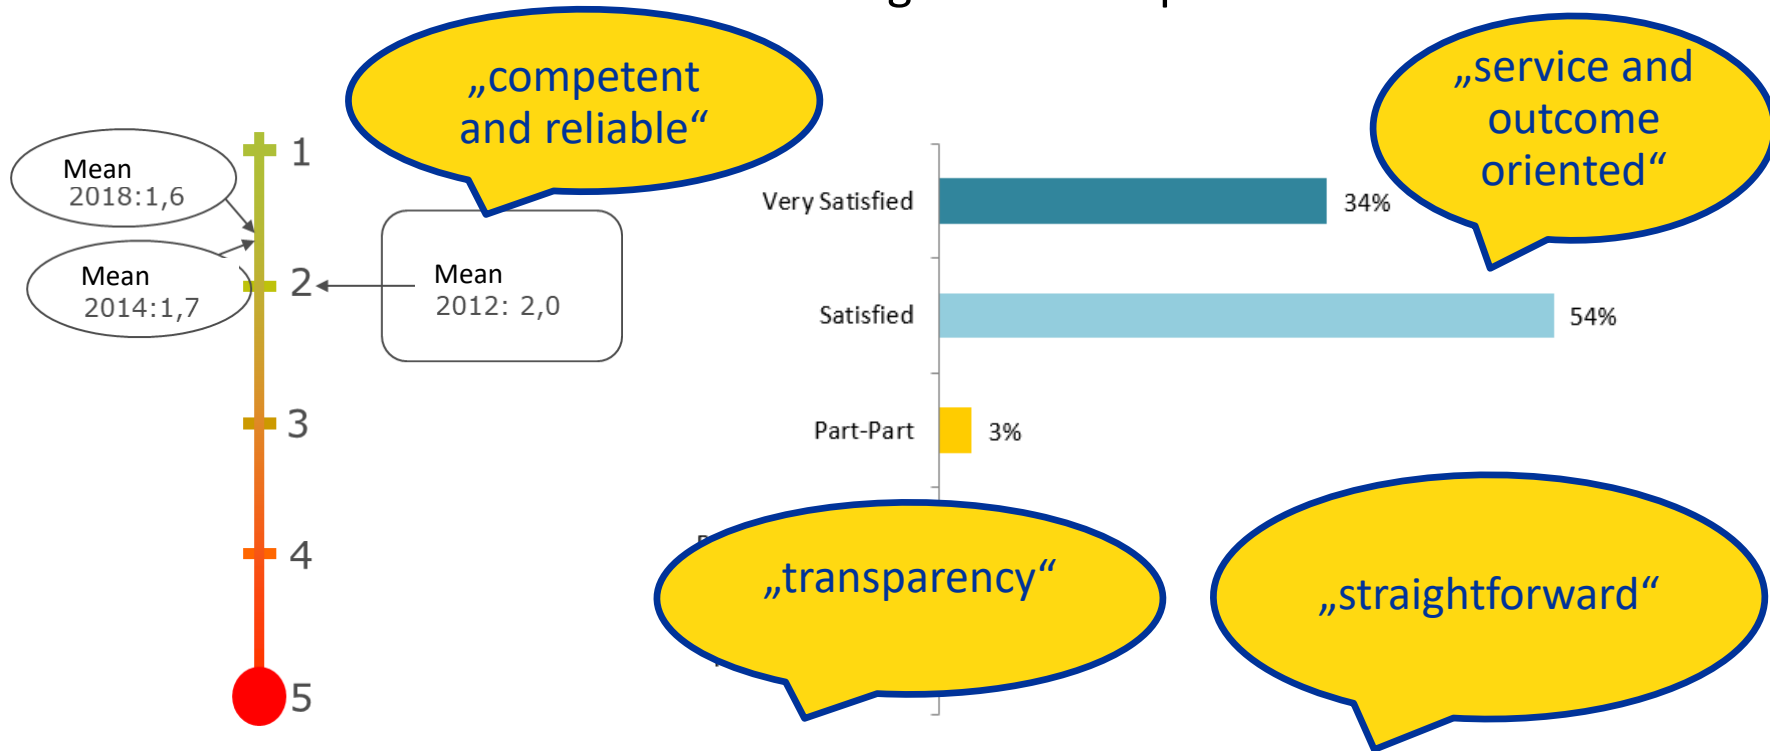 „competent
and reliable“
„service and
outcome
oriented“
1
Mean
2018:1,6
Mean
2014:1,7
2
Mean
2012: 2,0
3
4
5
Very Satisfied
34%
Satisfied
54%
Part-Part
3%
„transparency“
„straightforward“